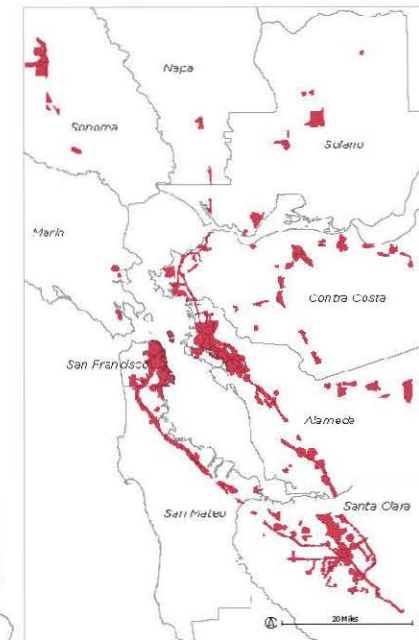 Napa
Sonoma
Solano
Marin
Contra Costa
San Francisco
Alameda
San Mateo
Santa Clara
20 Miles